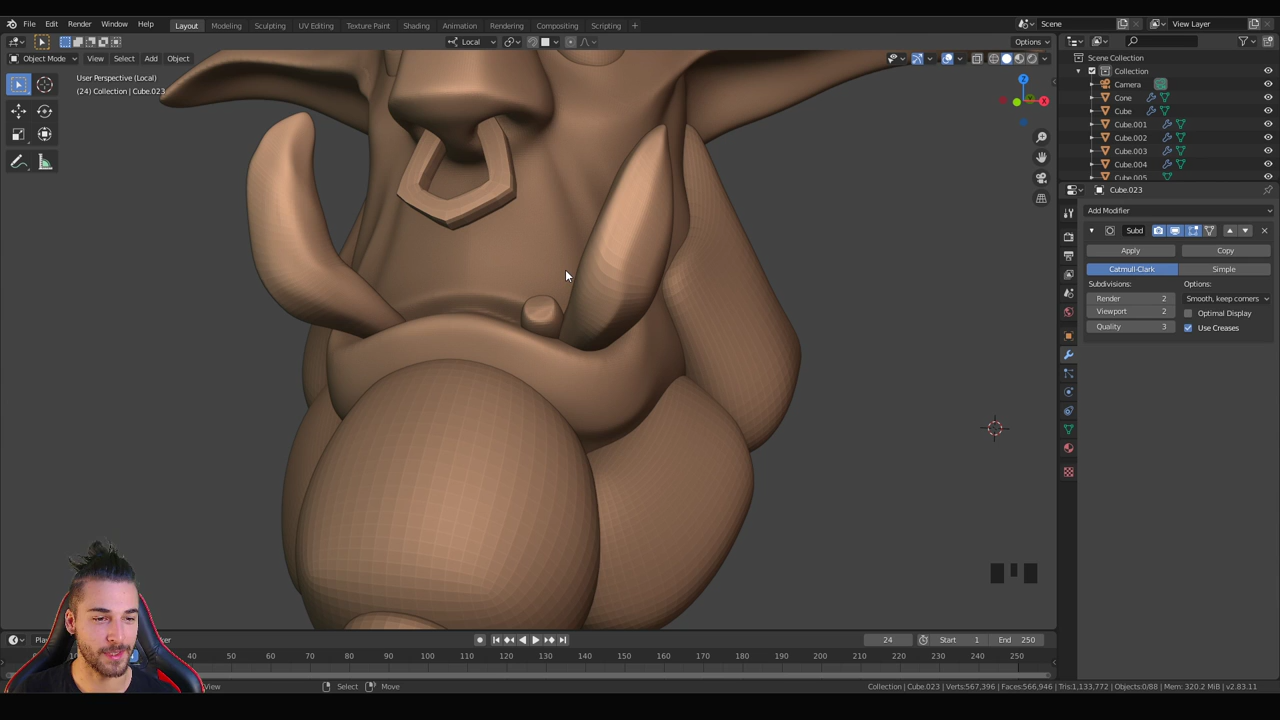 File Edit Render Window Help Layout Modeling Sculpting UV Editing Texture Paint Shading Animation Rendering Compositing Scripting + Scene View Layer
Local Options
Object Mode View Select Add Object
User Perspective (Local)
(24) Collection | Cube.023
Z
X
Scene Collection
Collection
Camera
Cone
Cube
Cube.001
Cube.002
Cube.003
Cube.004
Cube.005
Cube.023
Add Modifier
Subd
Apply Copy
Catmull-Clark Simple
Subdivisions: Options:
Render 2 Smooth, keep corners
Viewport 2 Optimal Display
Quality 3 Use Creases
24 Start 1 End 250
30 40 50 60 70 80 90 100 110 120 130 140 150 160 170 180 190 200 210 220 230 240 250
View Select Move Collection | Cube.023 | Verts:567,396 | Faces:566,946 | Tris:1,133,772 | Objects:0/88 | Mem: 320.2 MiB | v2.83.11